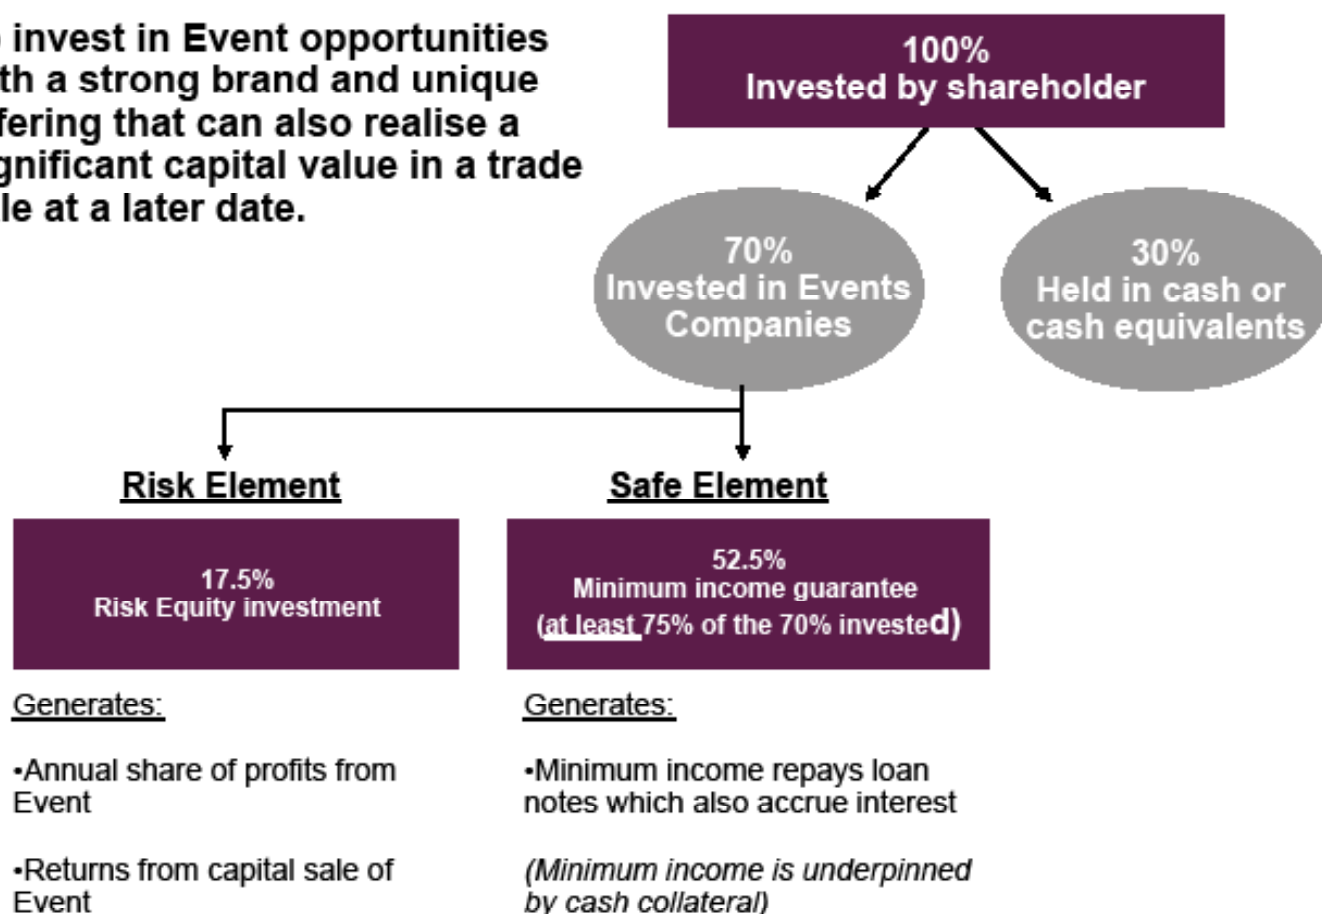 invest in Event opportunities
th a strong brand and unique
fering that can also realise a
gnificant capital value in a trade
le at a later date.
100%
Invested by shareholder
70%
Invested in Events
Companies
30%
Held in cash or
cash equivalents
Risk Element
17.5%
Risk Equity investment
Generates:
•Annual share of profits from
Event
•Returns from capital sale of
Event
Safe Element
52.5%
Minimum income guarantee
(at least 75% of the 70% invested)
Generates:
•Minimum income repays loan
notes which also accrue interest
(Minimum income is underpinned
by cash collateral)